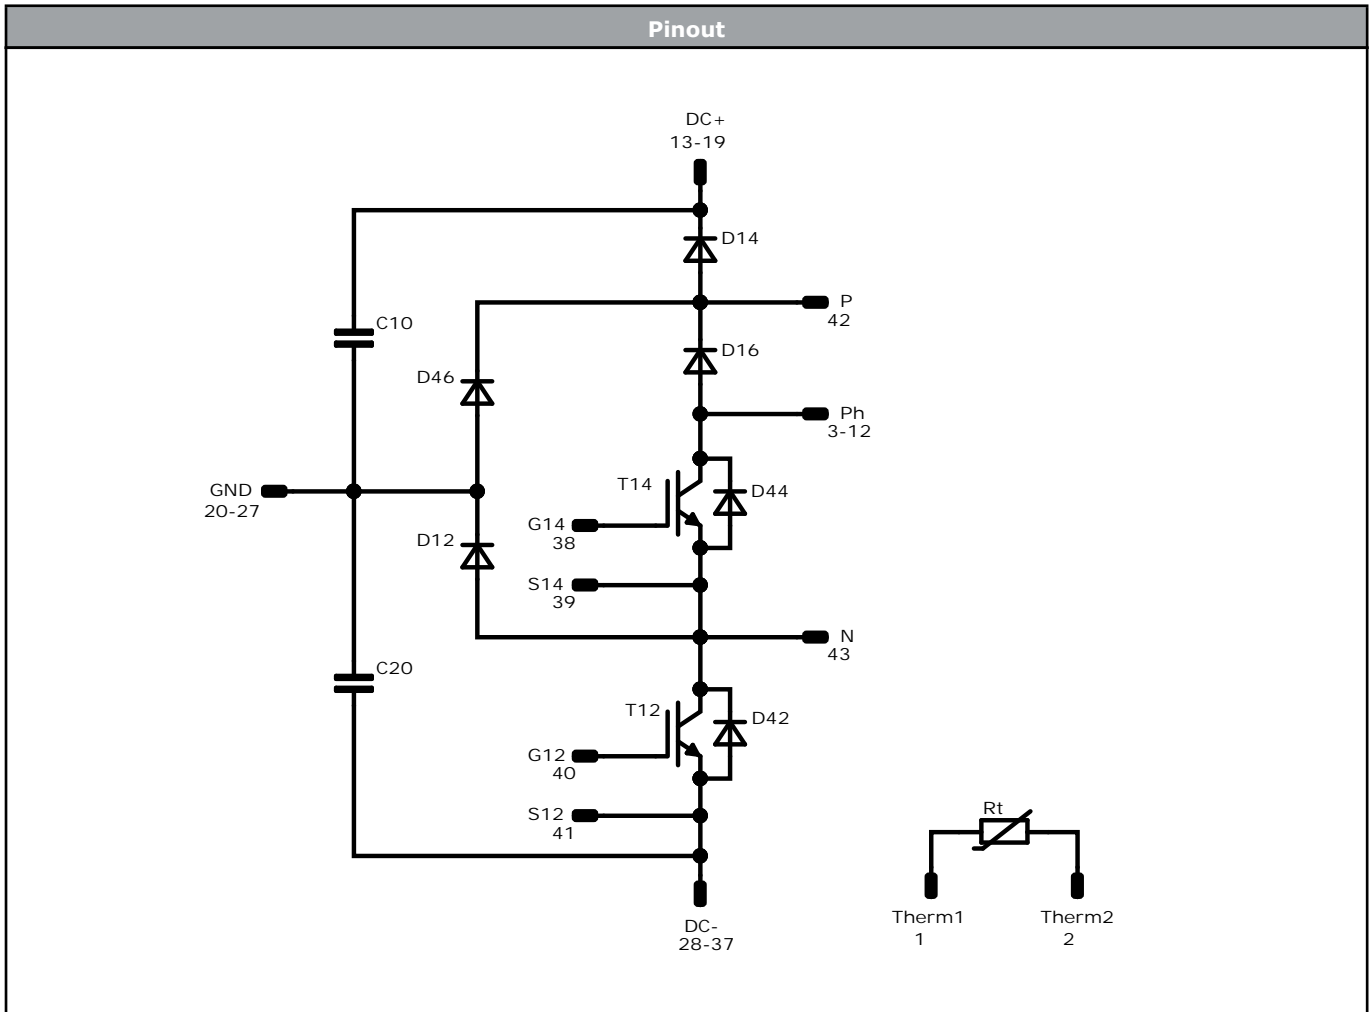 Pinout
DC+
13-19
D14
P
42
C10
D16
D46
Ph
3-12
T14
D44
GND
20-27
G14
38
D12
S14
39
N
43
C20
T12
D42
G12
40
S12
41
Rt
DC-
28-37
Therm1
1
Therm2
2